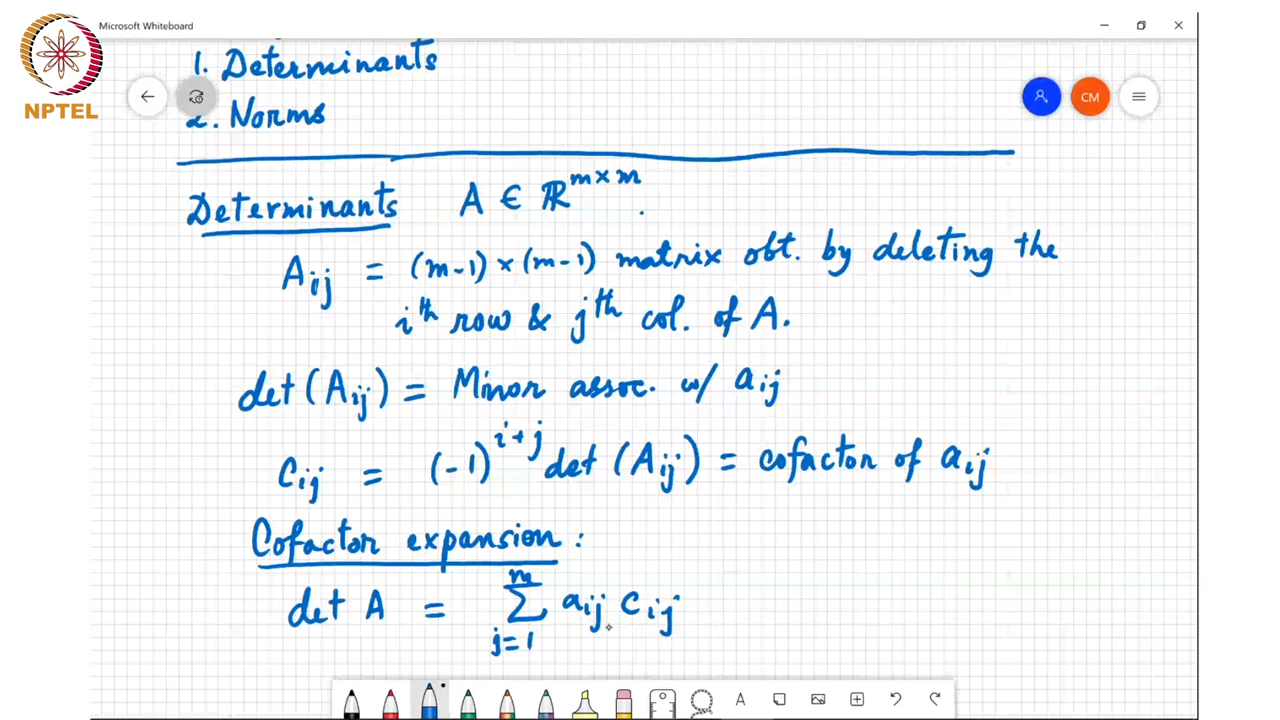 Microsoft Whiteboard
1. Determinants
NPTEL
CM
2. Norms
Determinants A ∈ ℝ^{m×m}.
A_{ij} = (m-1)×(m-1) matrix obt. by deleting the
i^{th} row & j^{th} col. of A.
det(A_{ij}) = Minor assoc. w/ a_{ij}
C_{ij} = (-1)^{i+j} det(A_{ij}) = cofactor of a_{ij}
Cofactor expansion :
det A = \sum_{j=1}^{m} a_{ij} C_{ij}
A